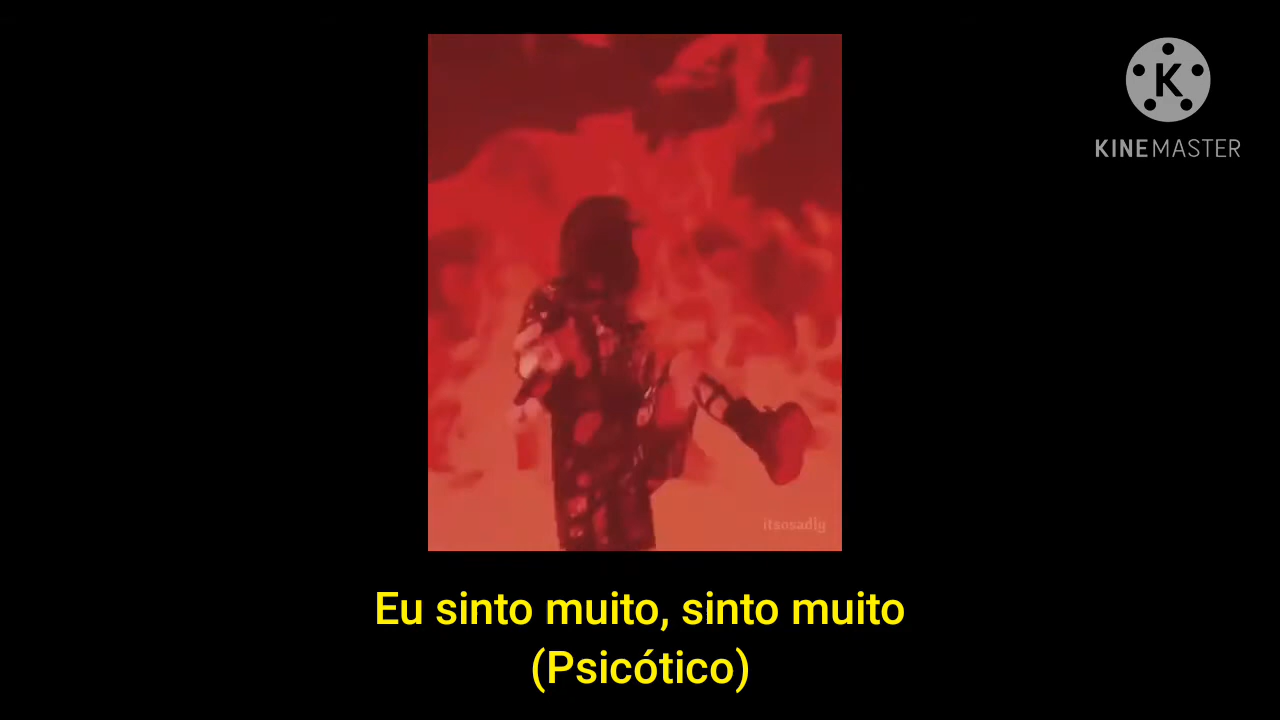 K
KINEMASTER
itsosadly
Eu sinto muito, sinto muito
(Psicótico)